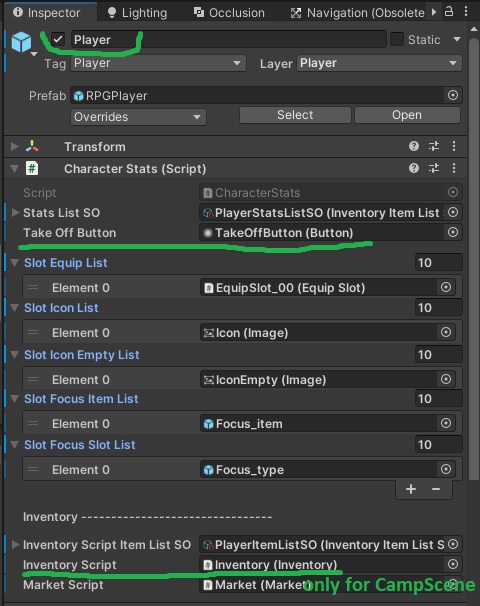 Inspector Lighting Occlusion Navigation (Obsolete
Player Static
Tag Player Layer Player
Prefab RPGPlayer
Overrides Select Open
Transform
# Character Stats (Script)
Script # CharacterStats
Stats List SO PlayerStatsListSO (Inventory Item List
Take Off Button TakeOffButton (Button)
Slot Equip List 10
Element 0 # EquipSlot_00 (Equip Slot)
Slot Icon List 10
Element 0 Icon (Image)
Slot Icon Empty List 10
Element 0 IconEmpty (Image)
Slot Focus Item List 10
Element 0 Focus_item
Slot Focus Slot List 10
Element 0 Focus_type
+ −
Inventory --------------------------------
Inventory Script Item List SO PlayerItemListSO (Inventory Item List S
Inventory Script # Inventory (Inventory)
Market Script # Market (Market) only for CampScene